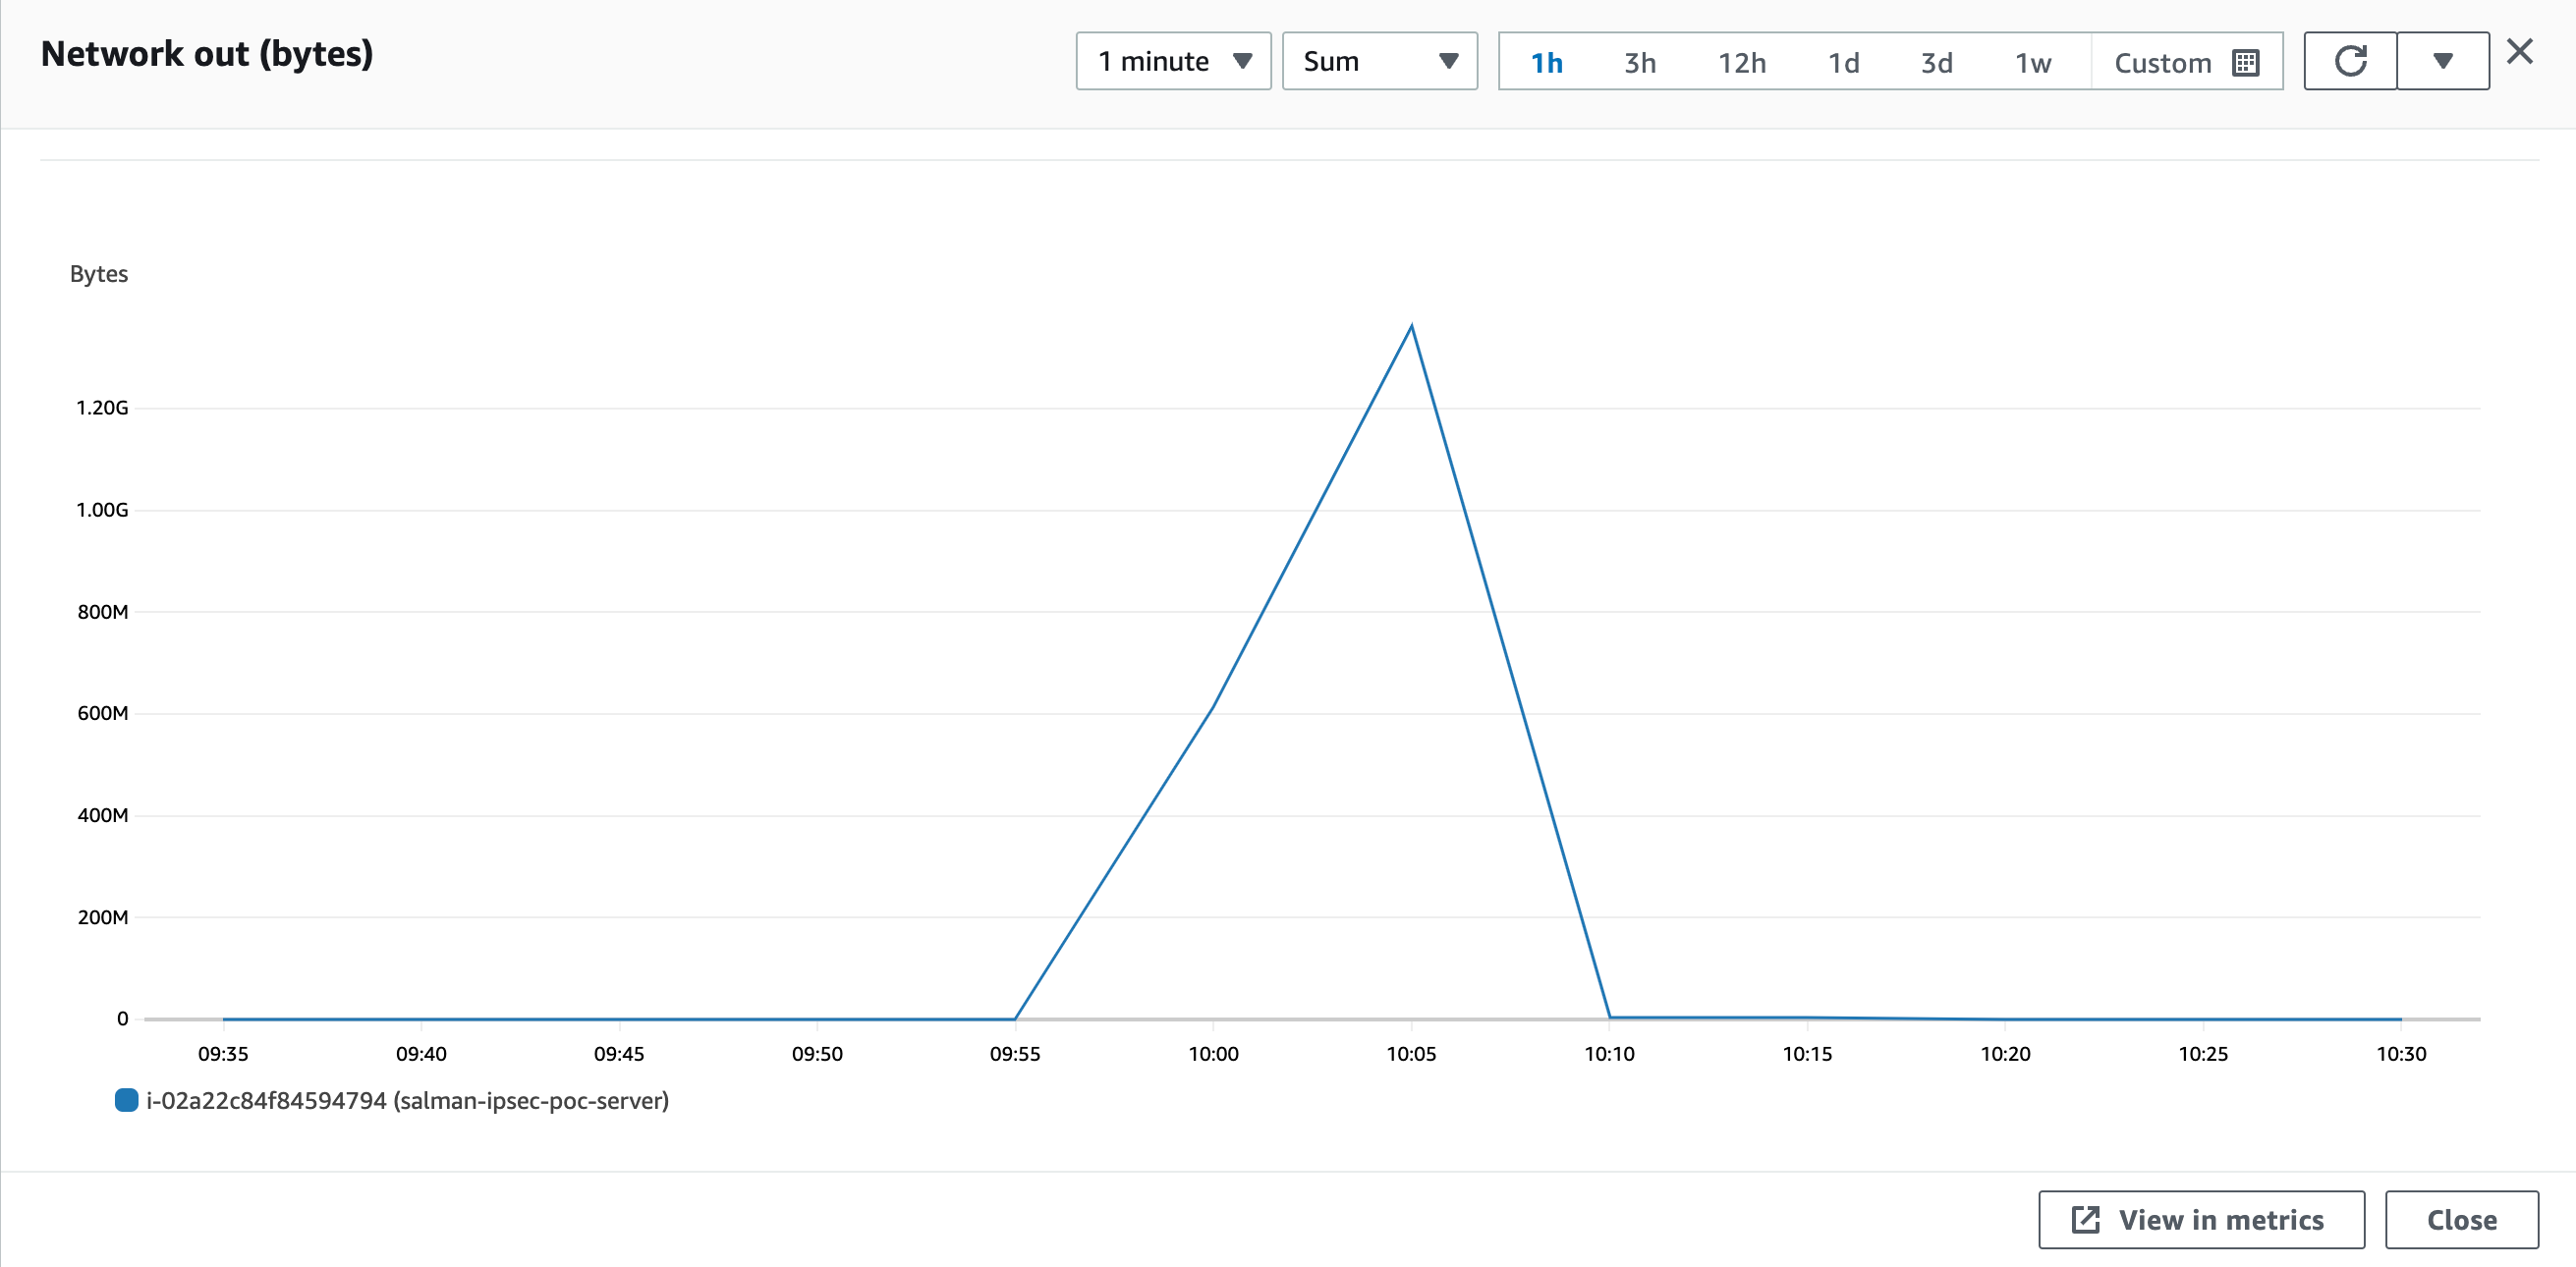 Network out (bytes)
1 minute
Sum
1h 3h 12h 1d 3d 1w Custom
Bytes
1.20G
1.00G
800M
600M
400M
200M
0
09:35 09:40 09:45 09:50 09:55 10:00 10:05 10:10 10:15 10:20 10:25 10:30
i-02a22c84f84594794 (salman-ipsec-poc-server)
View in metrics
Close